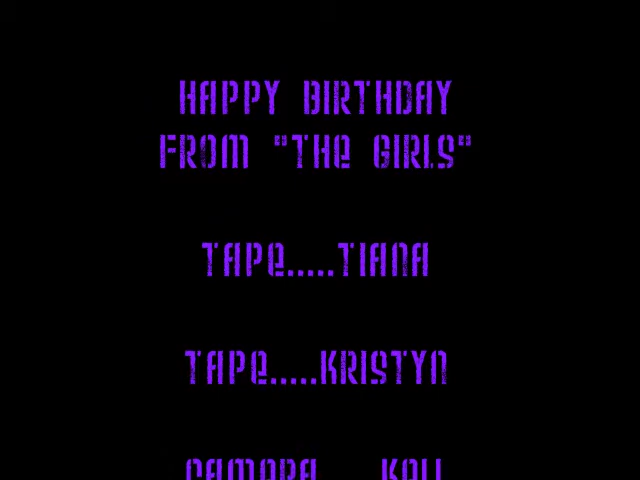 HAPPY BIRTHDAY
FROM "THE GIRLS"
TAPE.....TIANA
TAPE.....KRISTYN